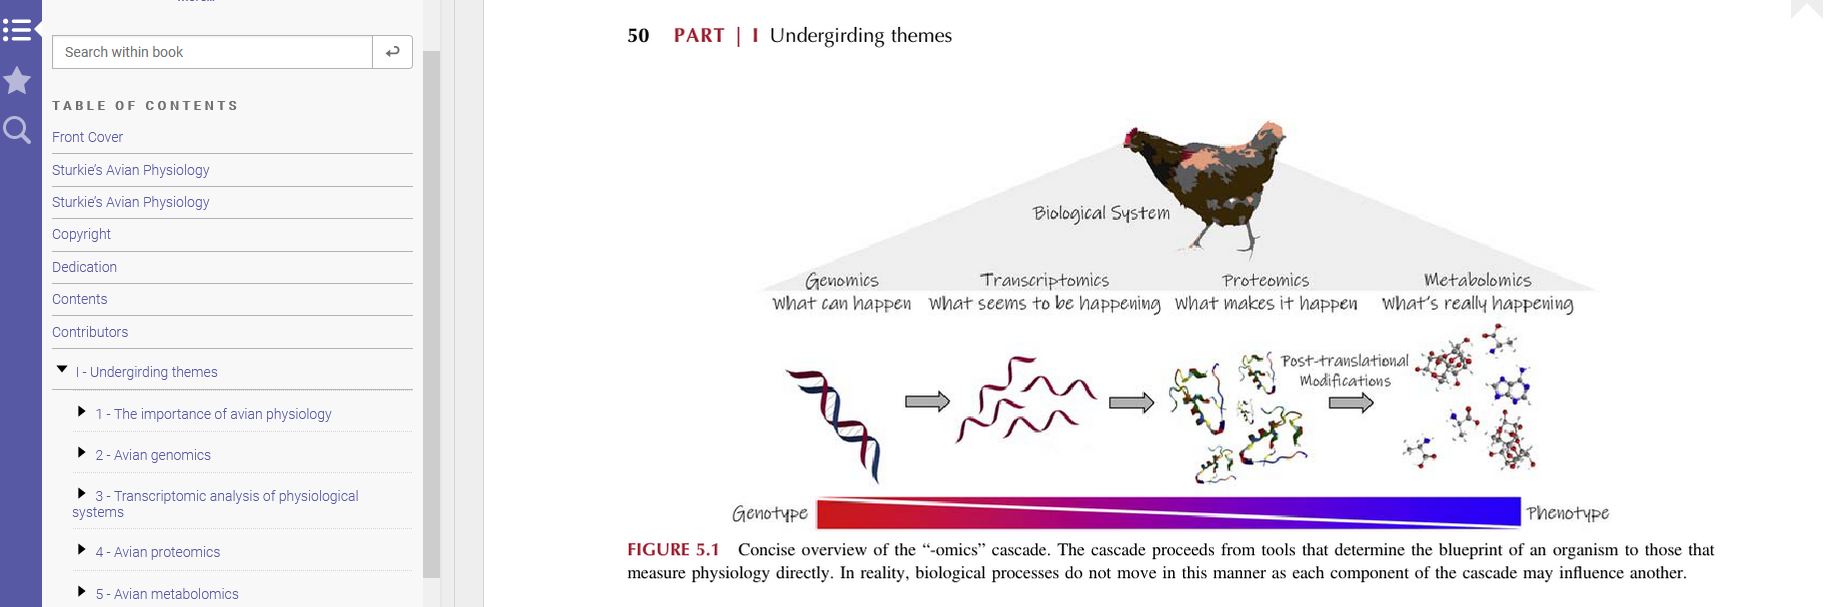 Search within book
TABLE OF CONTENTS
Front Cover
Sturkie's Avian Physiology
Sturkie's Avian Physiology
Copyright
Dedication
Contents
Contributors
I - Undergirding themes
1 - The importance of avian physiology
2 - Avian genomics
3 - Transcriptomic analysis of physiological
systems
4 - Avian proteomics
5 - Avian metabolomics
50 PART | I Undergirding themes
Biological System
Genomics Transcriptomics Proteomics Metabolomics
What can happen What seems to be happening What makes it happen What's really happening
Post-translational
Modifications
Genotype Phenotype
FIGURE 5.1 Concise overview of the “-omics” cascade. The cascade proceeds from tools that determine the blueprint of an organism to those that
measure physiology directly. In reality, biological processes do not move in this manner as each component of the cascade may influence another.